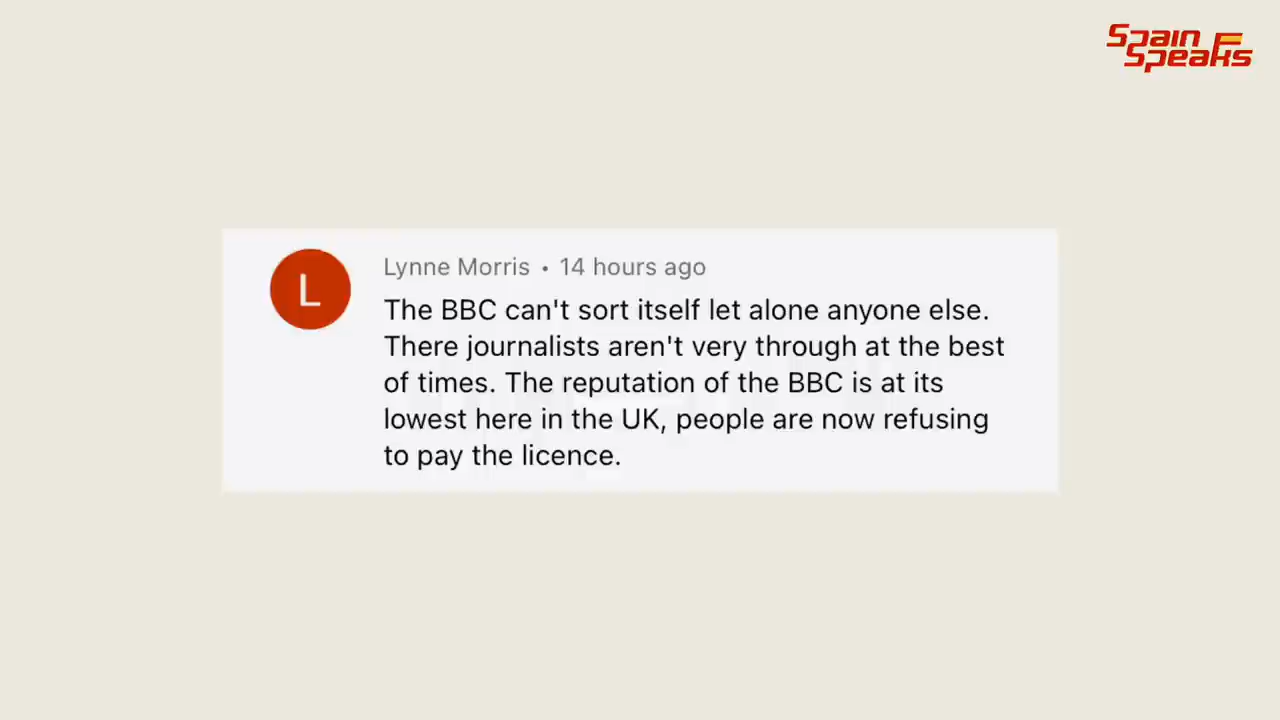 Spain
Speaks
L
Lynne Morris • 14 hours ago
The BBC can't sort itself let alone anyone else.
There journalists aren't very through at the best
of times. The reputation of the BBC is at its
lowest here in the UK, people are now refusing
to pay the licence.